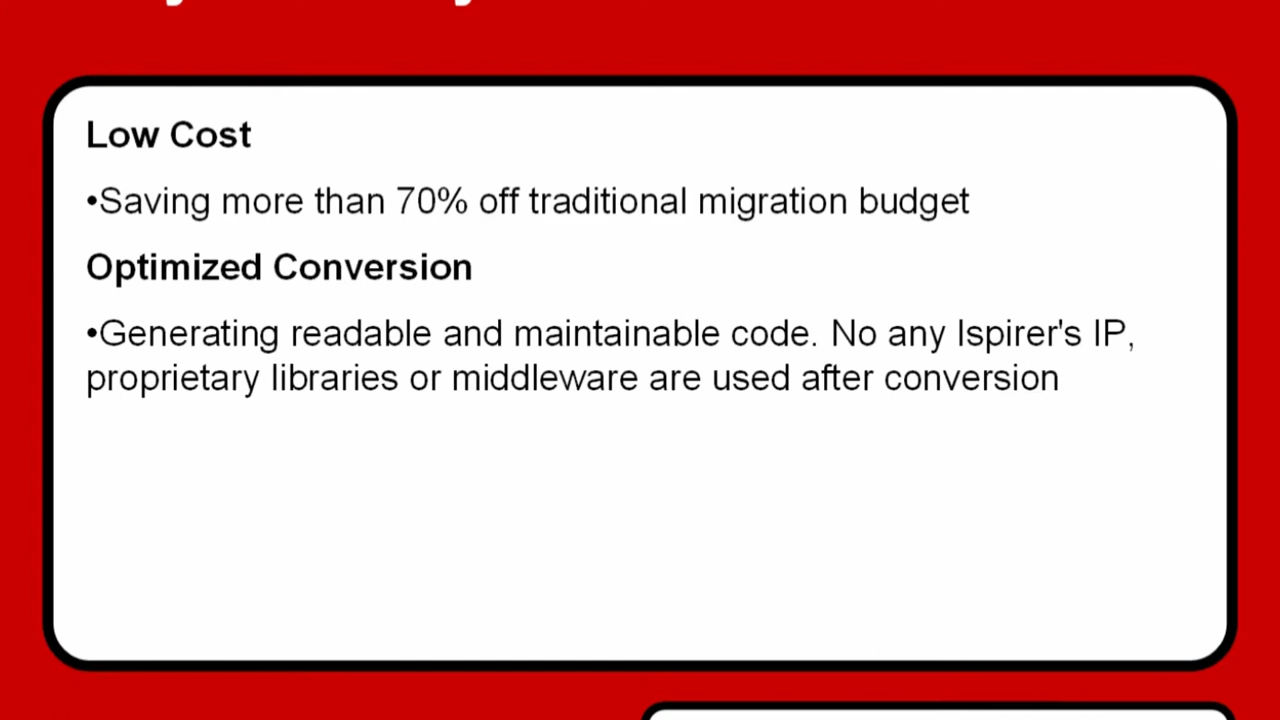 Low Cost
•Saving more than 70% off traditional migration budget
Optimized Conversion
•Generating readable and maintainable code. No any Ispirer's IP,
proprietary libraries or middleware are used after conversion